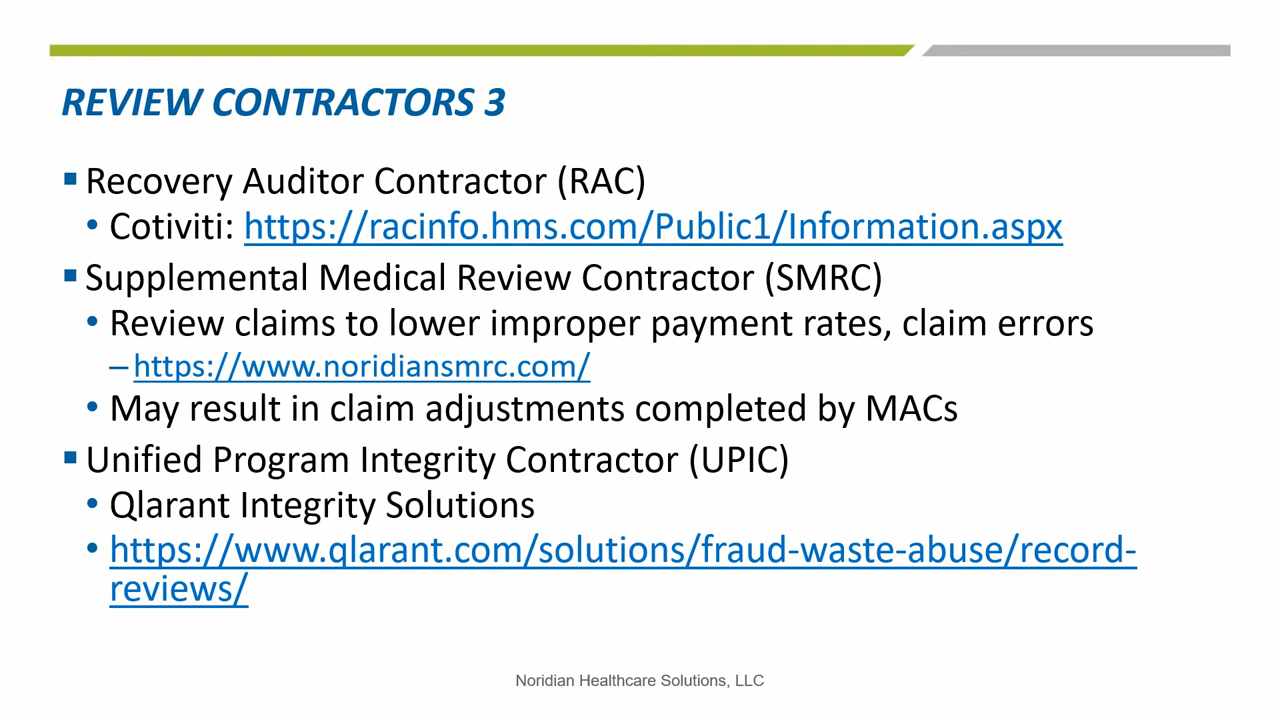 REVIEW CONTRACTORS 3
▪ Recovery Auditor Contractor (RAC)
• Cotiviti: https://racinfo.hms.com/Public1/Information.aspx
▪ Supplemental Medical Review Contractor (SMRC)
• Review claims to lower improper payment rates, claim errors
– https://www.noridiansmrc.com/
• May result in claim adjustments completed by MACs
▪ Unified Program Integrity Contractor (UPIC)
• Qlarant Integrity Solutions
• https://www.qlarant.com/solutions/fraud-waste-abuse/record-
reviews/
Noridian Healthcare Solutions, LLC